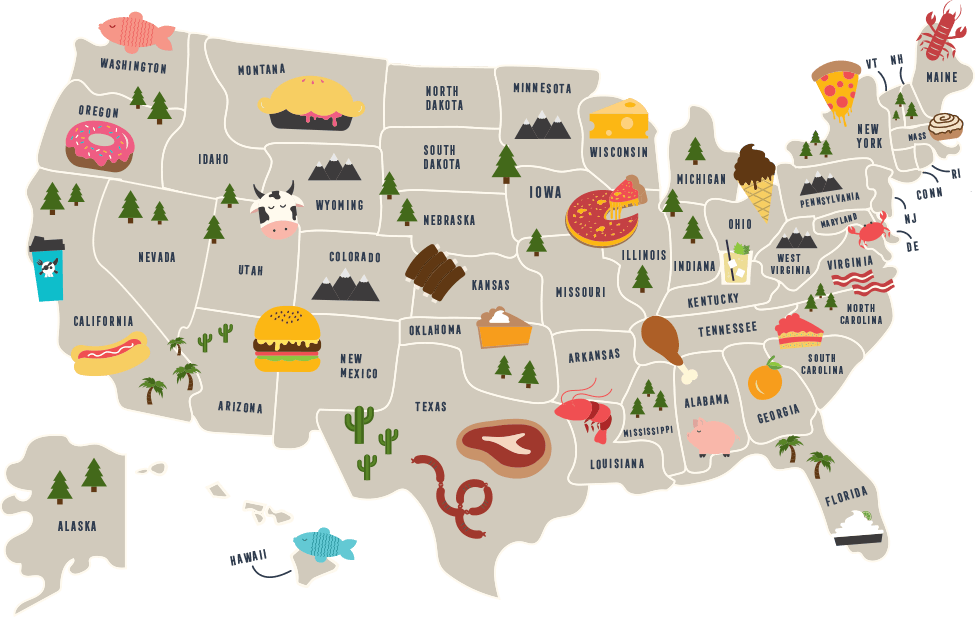 WASHINGTON
MONTANA
NORTH
DAKOTA
MINNESOTA
VT
NH
MAINE
OREGON
IDAHO
SOUTH
DAKOTA
WISCONSIN
NEW
YORK
MASS
WYOMING
IOWA
MICHIGAN
PENNSYLVANIA
RI
CONN
NEBRASKA
OHIO
MARYLAND
NJ
DE
NEVADA
UTAH
COLORADO
KANSAS
MISSOURI
ILLINOIS
INDIANA
WEST
VIRGINIA
VIRGINIA
CALIFORNIA
KENTUCKY
NORTH
CAROLINA
OKLAHOMA
TENNESSEE
ARKANSAS
SOUTH
CAROLINA
NEW
MEXICO
ARIZONA
TEXAS
MISSISSIPPI
ALABAMA
GEORGIA
LOUISIANA
FLORIDA
ALASKA
HAWAII